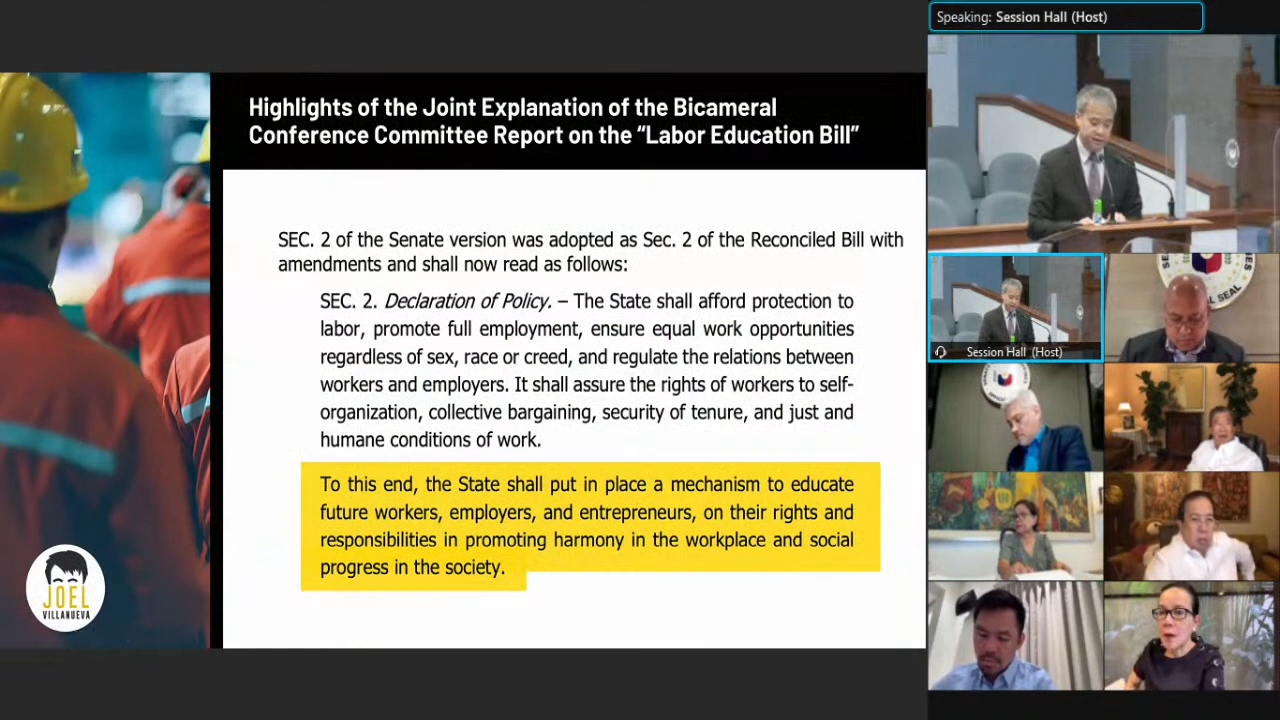 Speaking: Session Hall (Host)
Highlights of the Joint Explanation of the Bicameral
Conference Committee Report on the “Labor Education Bill”
SEC. 2 of the Senate version was adopted as Sec. 2 of the Reconciled Bill with
amendments and shall now read as follows:
SEC. 2. Declaration of Policy. – The State shall afford protection to
labor, promote full employment, ensure equal work opportunities
regardless of sex, race or creed, and regulate the relations between
workers and employers. It shall assure the rights of workers to self-
organization, collective bargaining, security of tenure, and just and
humane conditions of work.
To this end, the State shall put in place a mechanism to educate
future workers, employers, and entrepreneurs, on their rights and
responsibilities in promoting harmony in the workplace and social
progress in the society.
JOEL
VILLANUEVA
Session Hall (Host)